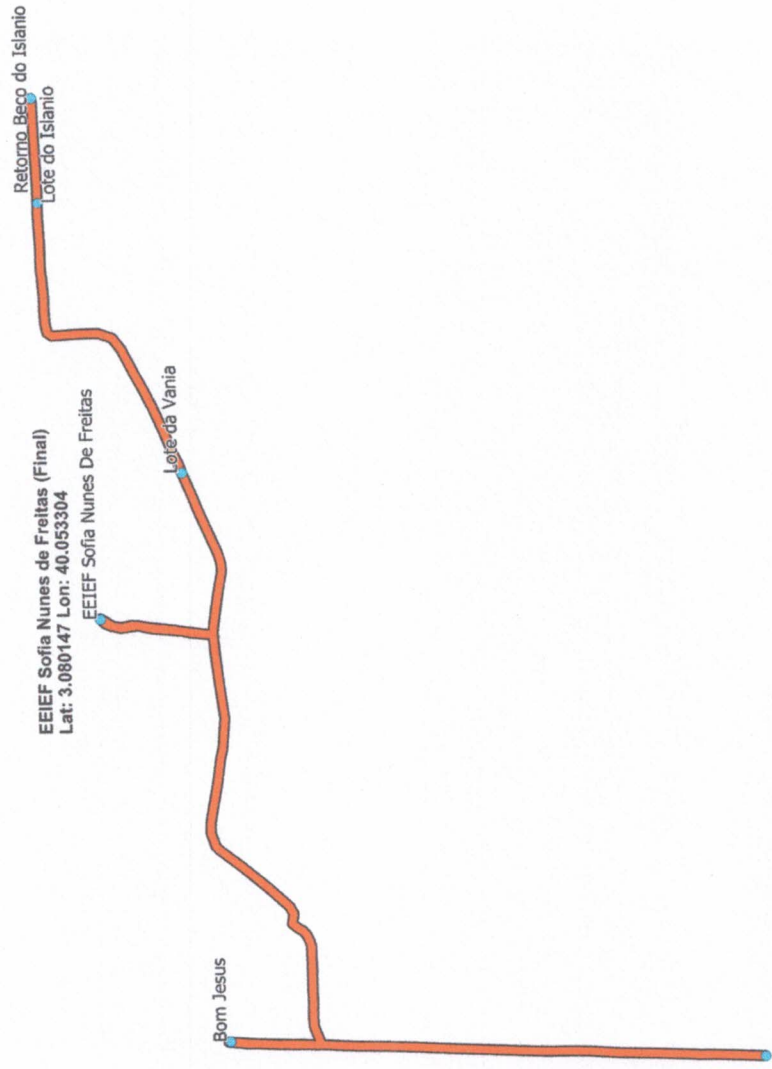 Retorno Beco do Islanio
Lote do Islanio
Lote da Vania
EEIEF Sofia Nunes de Freitas (Final)
Lat: 3.080147 Lon: 40.053304
EEIEF Sofia Nunes De Freitas
Bom Jesus